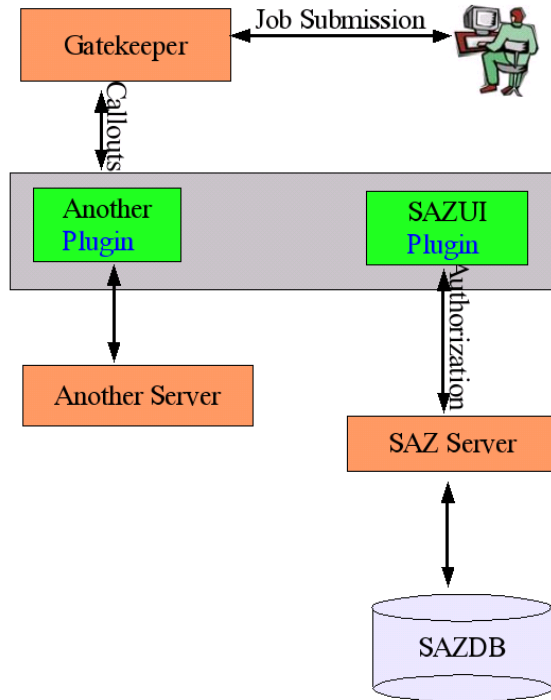 Job Submission
Gatekeeper
Callouts
Another
Plugin
SAZUI
Plugin
Authorization
Another Server
SAZ Server
SAZDB